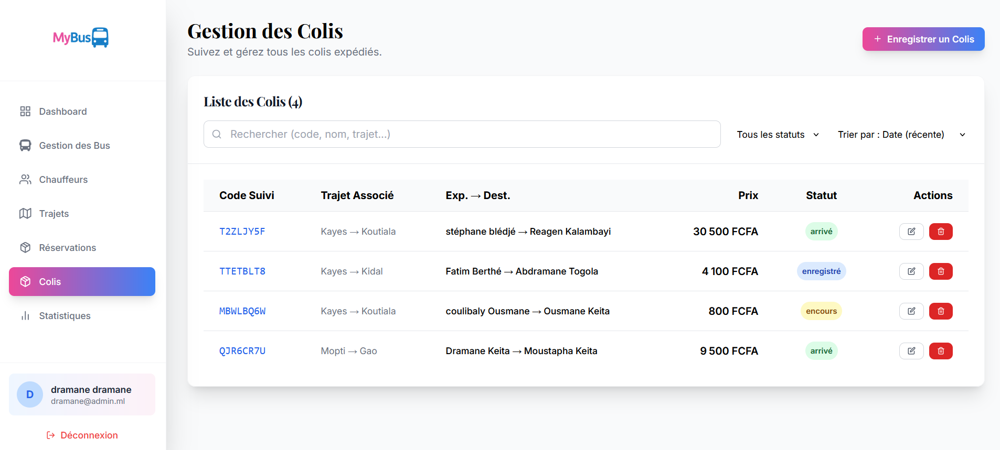 MyBus
Dashboard
Gestion des Bus
Chauffeurs
Trajets
Réservations
Colis
Statistiques
D
dramane dramane
dramane@admin.ml
Déconnexion
Gestion des Colis
Suivez et gérez tous les colis expédiés.
+ Enregistrer un Colis
Liste des Colis (4)
Rechercher (code, nom, trajet...)
Tous les statuts
Trier par : Date (récente)
Code Suivi Trajet Associé Exp. → Dest. Prix Statut Actions
T2ZLJY5F Kayes → Koutiala stéphane blédjé → Reagen Kalambayi 30 500 FCFA arrivé
TTETBLT8 Kayes → Kidal Fatim Berthé → Abdramane Togola 4 100 FCFA enregistré
MBWLBQ6W Kayes → Koutiala coulibaly Ousmane → Ousmane Keita 800 FCFA encours
QJR6CR7U Mopti → Gao Dramane Keita → Moustapha Keita 9 500 FCFA arrivé